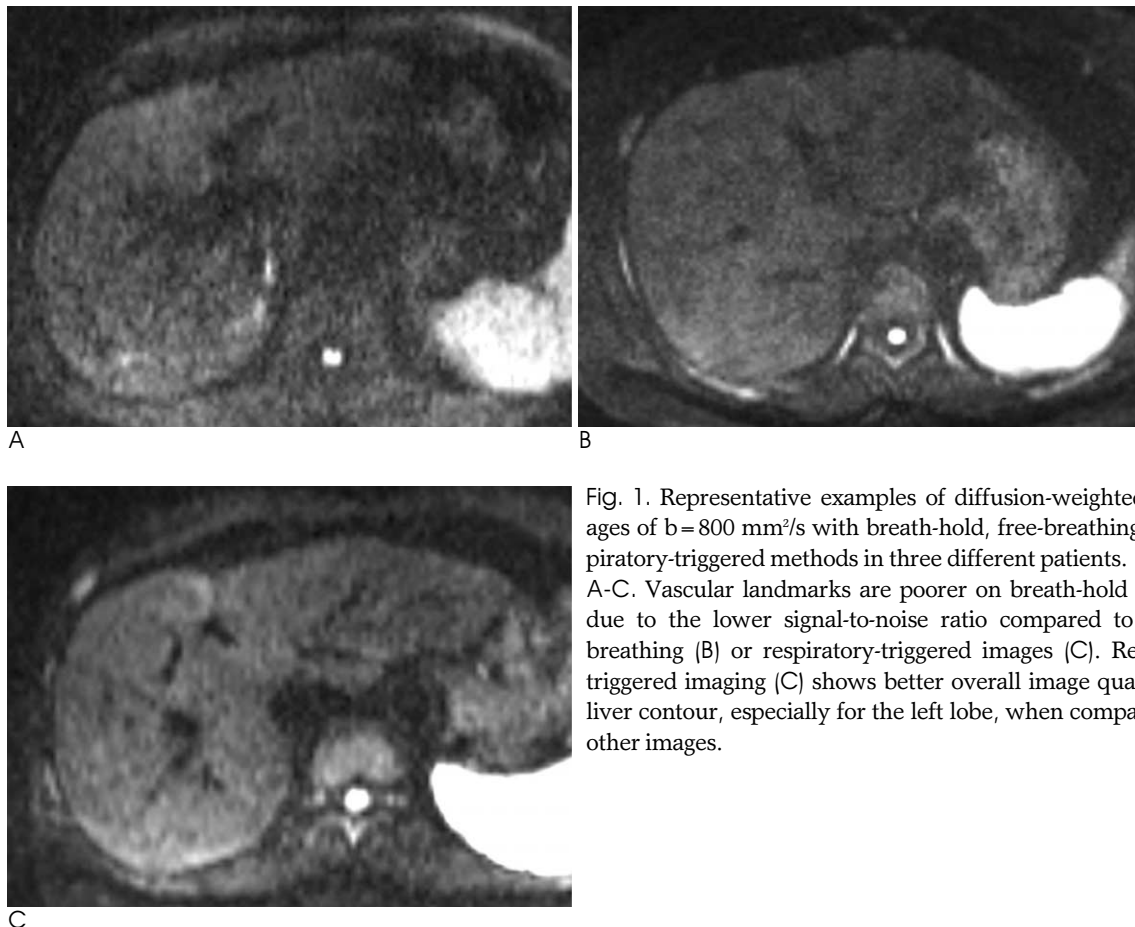 A
B
Fig. 1. Representative examples of diffusion-weighted
ages of b=800 mm²/s with breath-hold, free-breathing
piratory-triggered methods in three different patients.
A-C. Vascular landmarks are poorer on breath-hold
due to the lower signal-to-noise ratio compared to
breathing (B) or respiratory-triggered images (C). Re
triggered imaging (C) shows better overall image qua
liver contour, especially for the left lobe, when compa
other images.
C